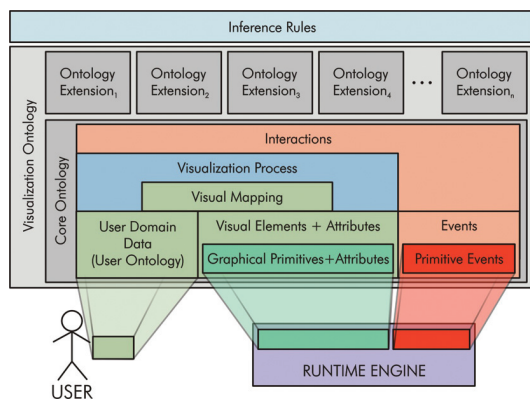 Inference Rules
Visualization Ontology
Ontology
Extension1
Ontology
Extension2
Ontology
Extension3
Ontology
Extension4
...
Ontology
Extensionn
Core Ontology
Interactions
Visualization Process
Visual Mapping
User Domain
Data
(User Ontology)
Visual Elements + Attributes
Graphical Primitives+Attributes
Events
Primitive Events
USER
RUNTIME ENGINE